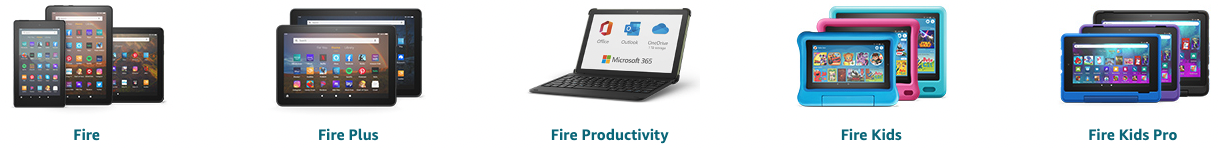 Office
Outlook
OneDrive
Microsoft 365
Fire
Fire Plus
Fire Productivity
Fire Kids
Fire Kids Pro